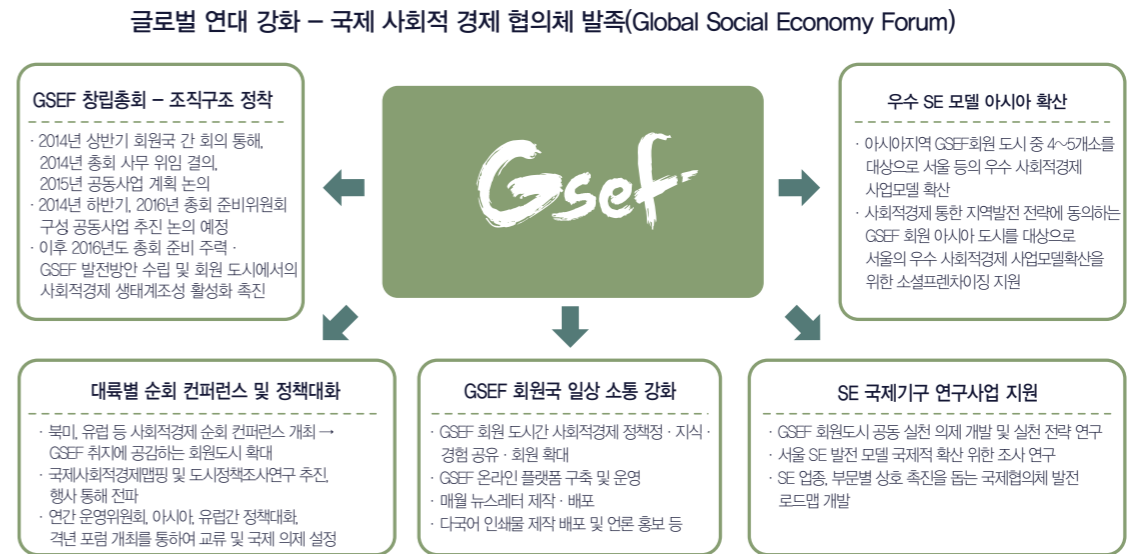 글로벌 연대 강화 – 국제 사회적 경제 협의체 발족(Global Social Economy Forum)
GSEF 창립총회 – 조직구조 정착
· 2014년 상반기 회원국 간 회의 통해,
2014년 총회 사무 위임 결의,
2015년 공동사업 계획 논의
· 2014년 하반기, 2016년 총회 준비위원회
구성 공동사업 추진 논의 예정
· 이후 2016년도 총회 준비 주력 ·
GSEF 발전방안 수립 및 회원 도시에서의
사회적경제 생태계조성 활성화 촉진
Gsef
우수 SE 모델 아시아 확산
· 아시아지역 GSEF회원 도시 중 4~5개소를
대상으로 서울 등의 우수 사회적경제
사업모델 확산
· 사회적경제 통한 지역발전 전략에 동의하는
GSEF 회원 아시아 도시를 대상으로
서울의 우수 사회적경제 사업모델확산을
위한 소셜프렌차이징 지원
대륙별 순회 컨퍼런스 및 정책대화
· 북미, 유럽 등 사회적경제 순회 컨퍼런스 개최 →
GSEF 취지에 공감하는 회원도시 확대
· 국제사회적경제맵핑 및 도시정책조사연구 추진,
행사 통해 전파
· 연간 운영위원회, 아시아, 유럽간 정책대화,
격년 포럼 개최를 통하여 교류 및 국제 의제 설정
GSEF 회원국 일상 소통 강화
· GSEF 회원 도시간 사회적경제 정책정 · 지식 ·
경험 공유 · 회원 확대
· GSEF 온라인 플랫폼 구축 및 운영
· 매월 뉴스레터 제작 · 배포
· 다국어 인쇄물 제작 배포 및 언론 홍보 등
SE 국제기구 연구사업 지원
· GSEF 회원도시 공동 실천 의제 개발 및 실천 전략 연구
· 서울 SE 발전 모델 국제적 확산 위한 조사 연구
· SE 업종, 부문별 상호 촉진을 돕는 국제협의체 발전
로드맵 개발